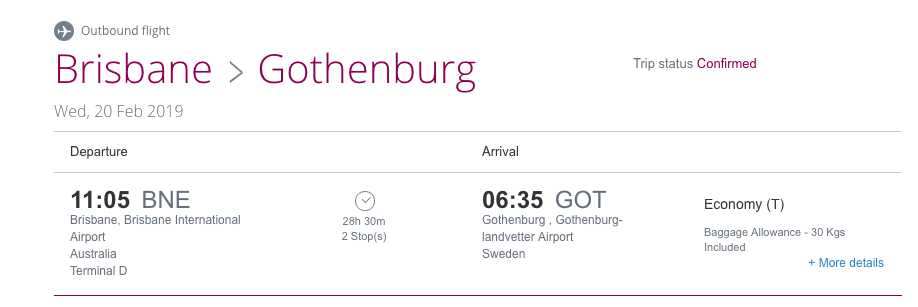 Outbound flight
Brisbane > Gothenburg
Trip status Confirmed
Wed, 20 Feb 2019
Departure
Arrival
11:05 BNE
Brisbane, Brisbane International
Airport
Australia
Terminal D
28h 30m
2 Stop(s)
06:35 GOT
Gothenburg , Gothenburg-
landvetter Airport
Sweden
Economy (T)
Baggage Allowance - 30 Kgs
Included
+ More details